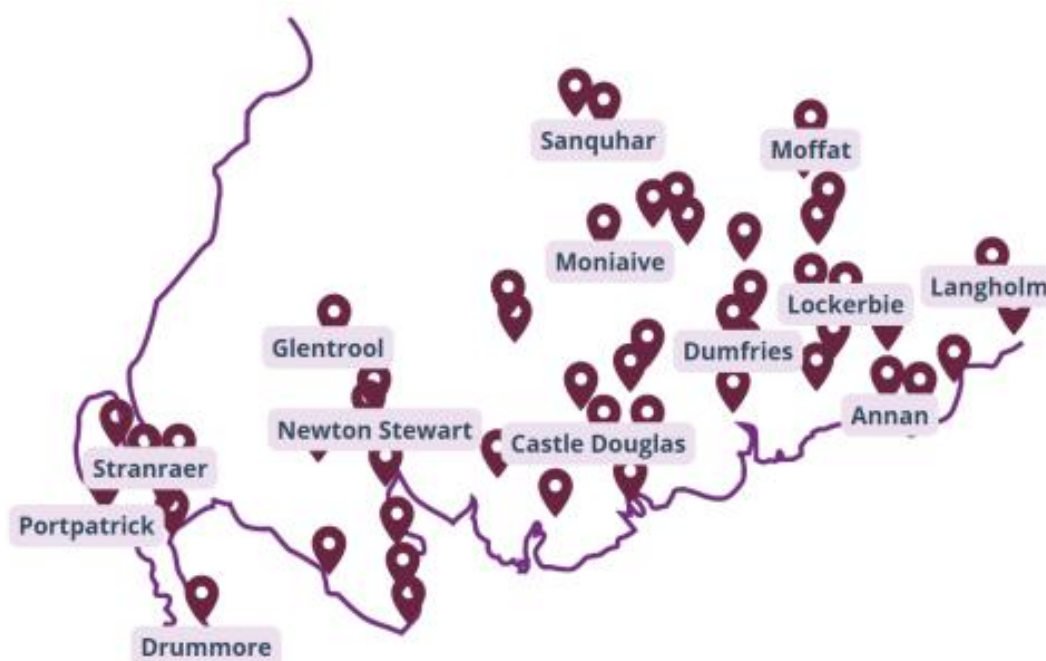 Sanquhar
Moffat
Moniaive
Langholm
Lockerbie
Glentrool
Dumfries
Annan
Newton Stewart
Castle Douglas
Stranraer
Portpatrick
Drummore